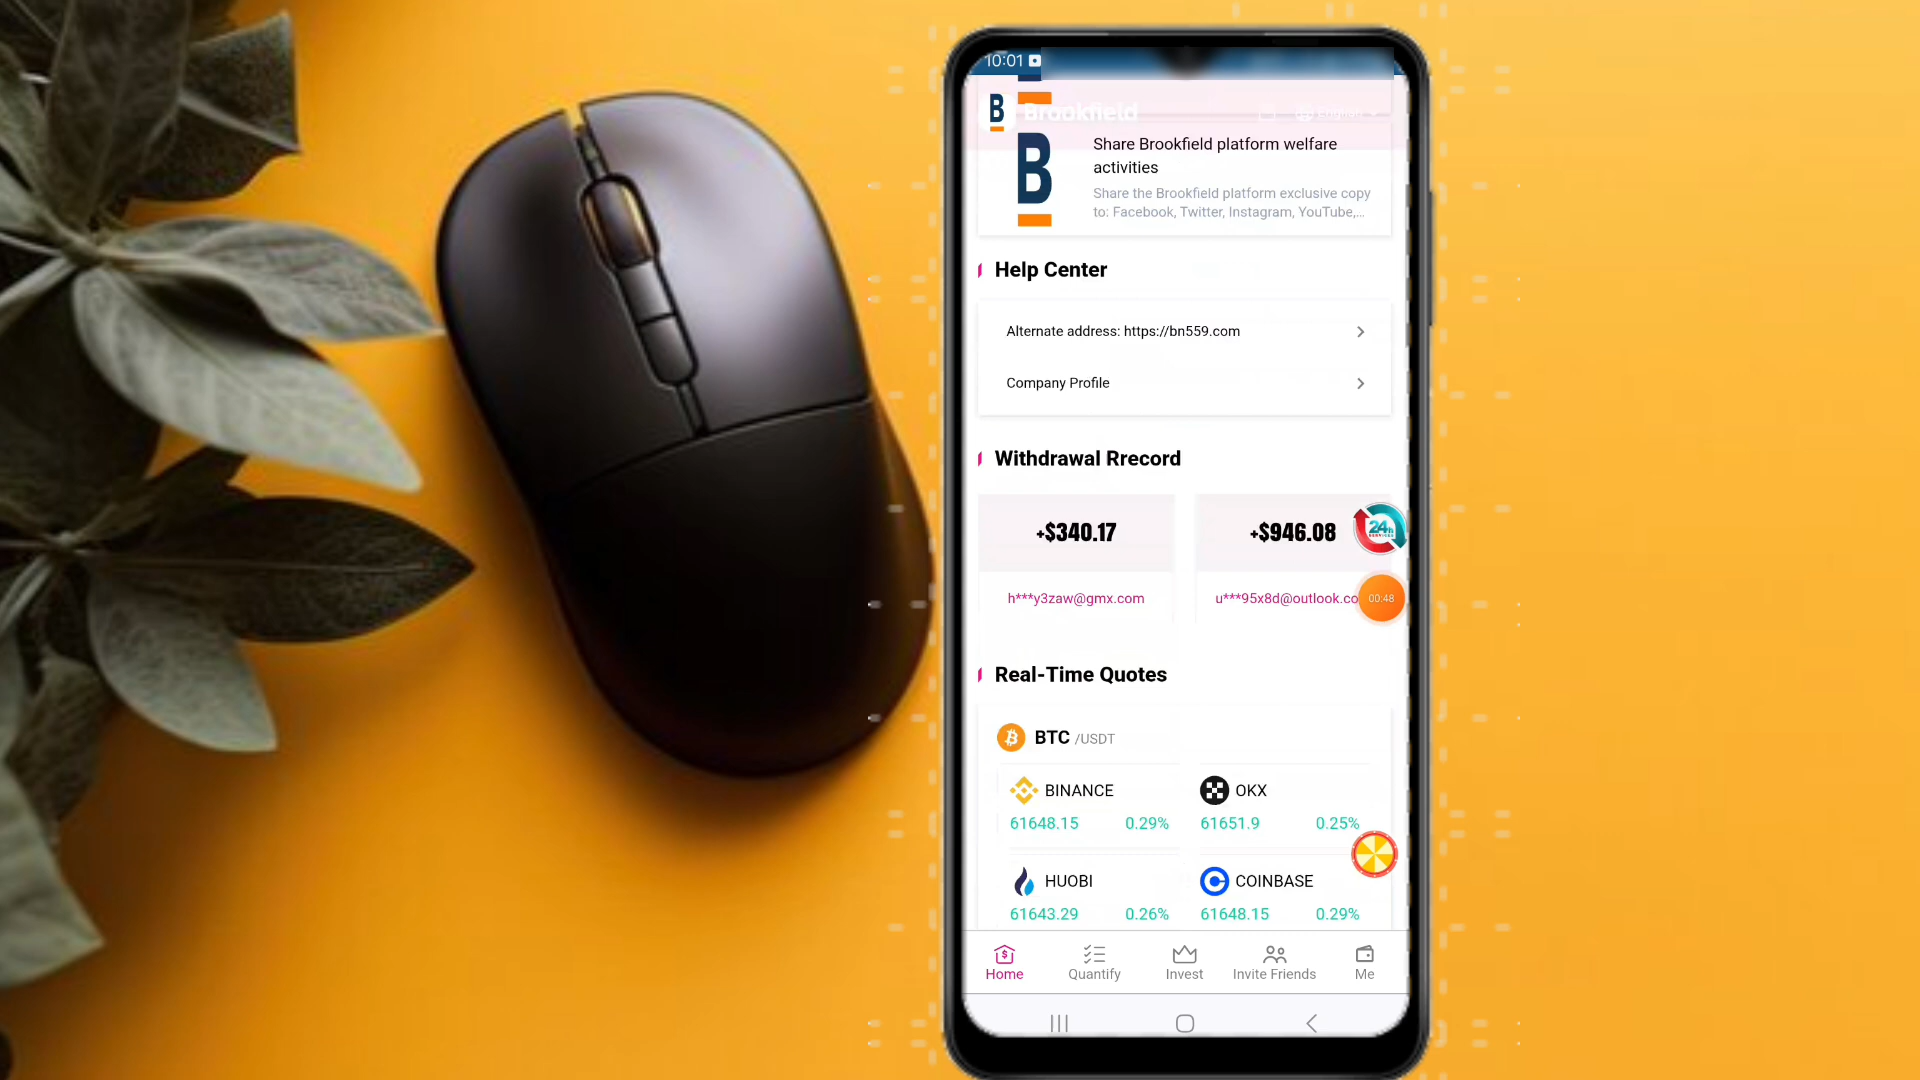 10:01
B Brookfield English
B
Share Brookfield platform welfare
activities
Share the Brookfield platform exclusive copy
to: Facebook, Twitter, Instagram, YouTube,...
Help Center
Alternate address: https://bn559.com
Company Profile
Withdrawal Rrecord
+$340.17 +$946.08
24h
SERVICES
h***y3zaw@gmx.com u***95x8d@outlook.co
00:48
Real-Time Quotes
BTC /USDT
BINANCE OKX
61648.15 0.29% 61651.9 0.25%
HUOBI COINBASE
61643.29 0.26% 61648.15 0.29%
Home Quantify Invest Invite Friends Me